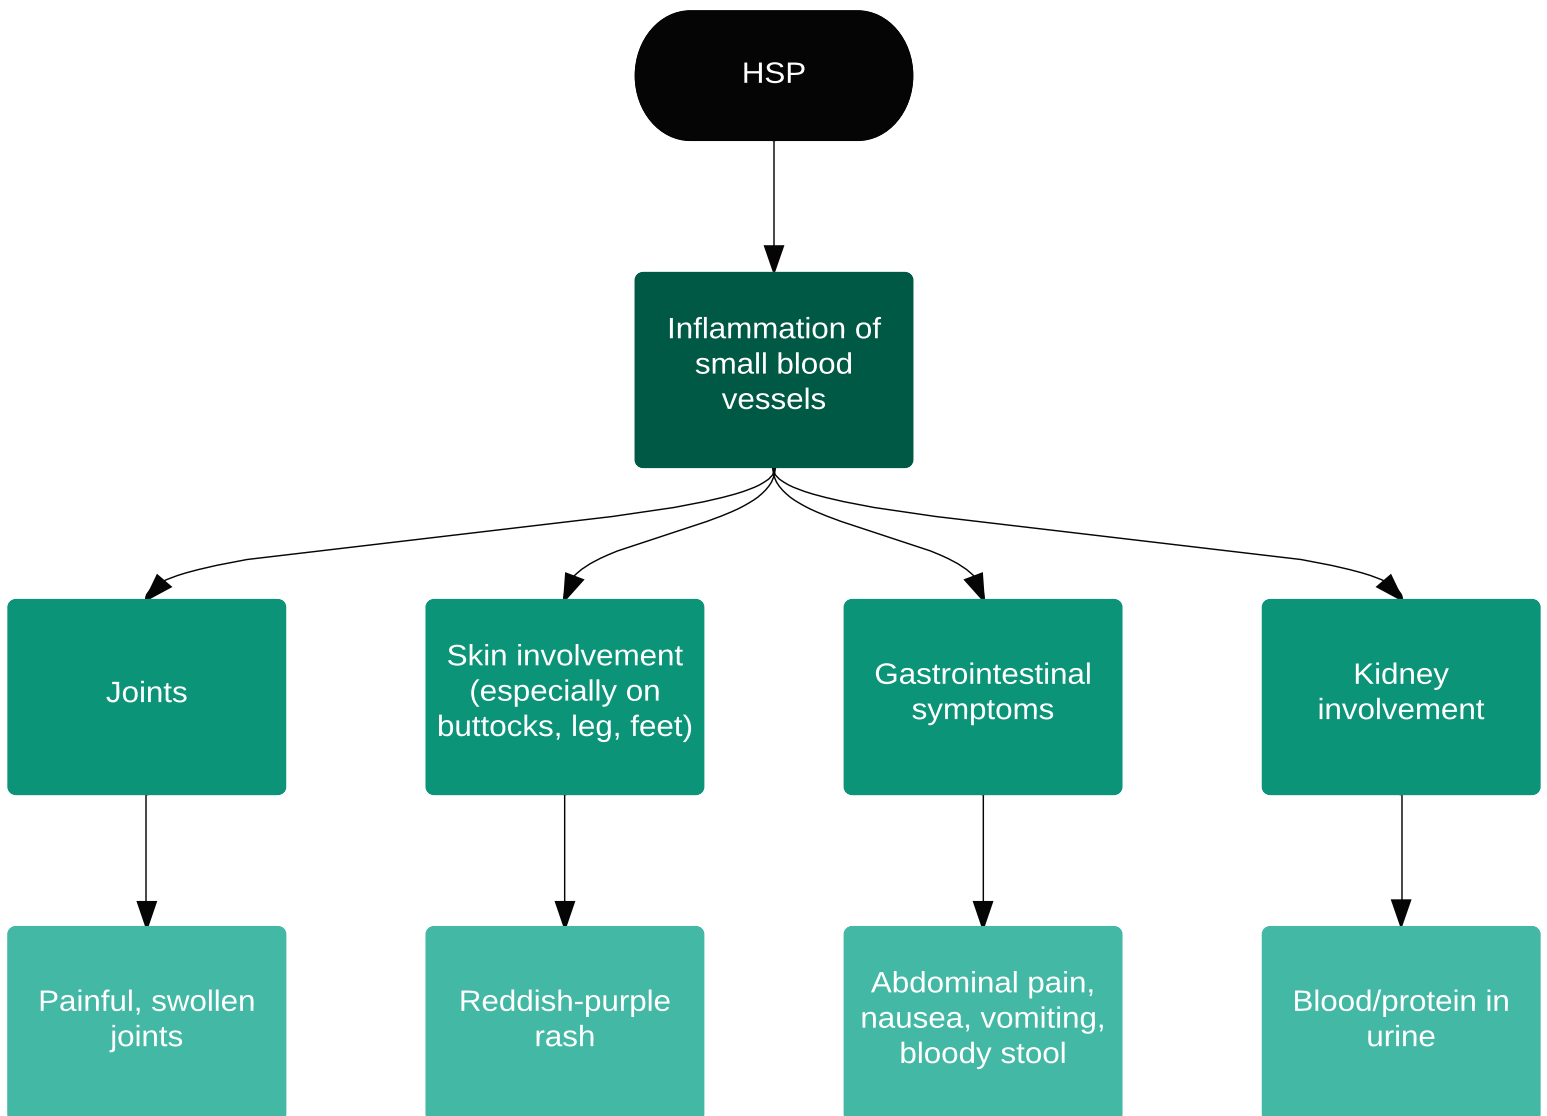 HSP
Inflammation of
small blood
vessels
Joints
Skin involvement
(especially on
buttocks, leg, feet)
Gastrointestinal
symptoms
Kidney
involvement
Painful, swollen
joints
Reddish-purple
rash
Abdominal pain,
nausea, vomiting,
bloody stool
Blood/protein in
urine